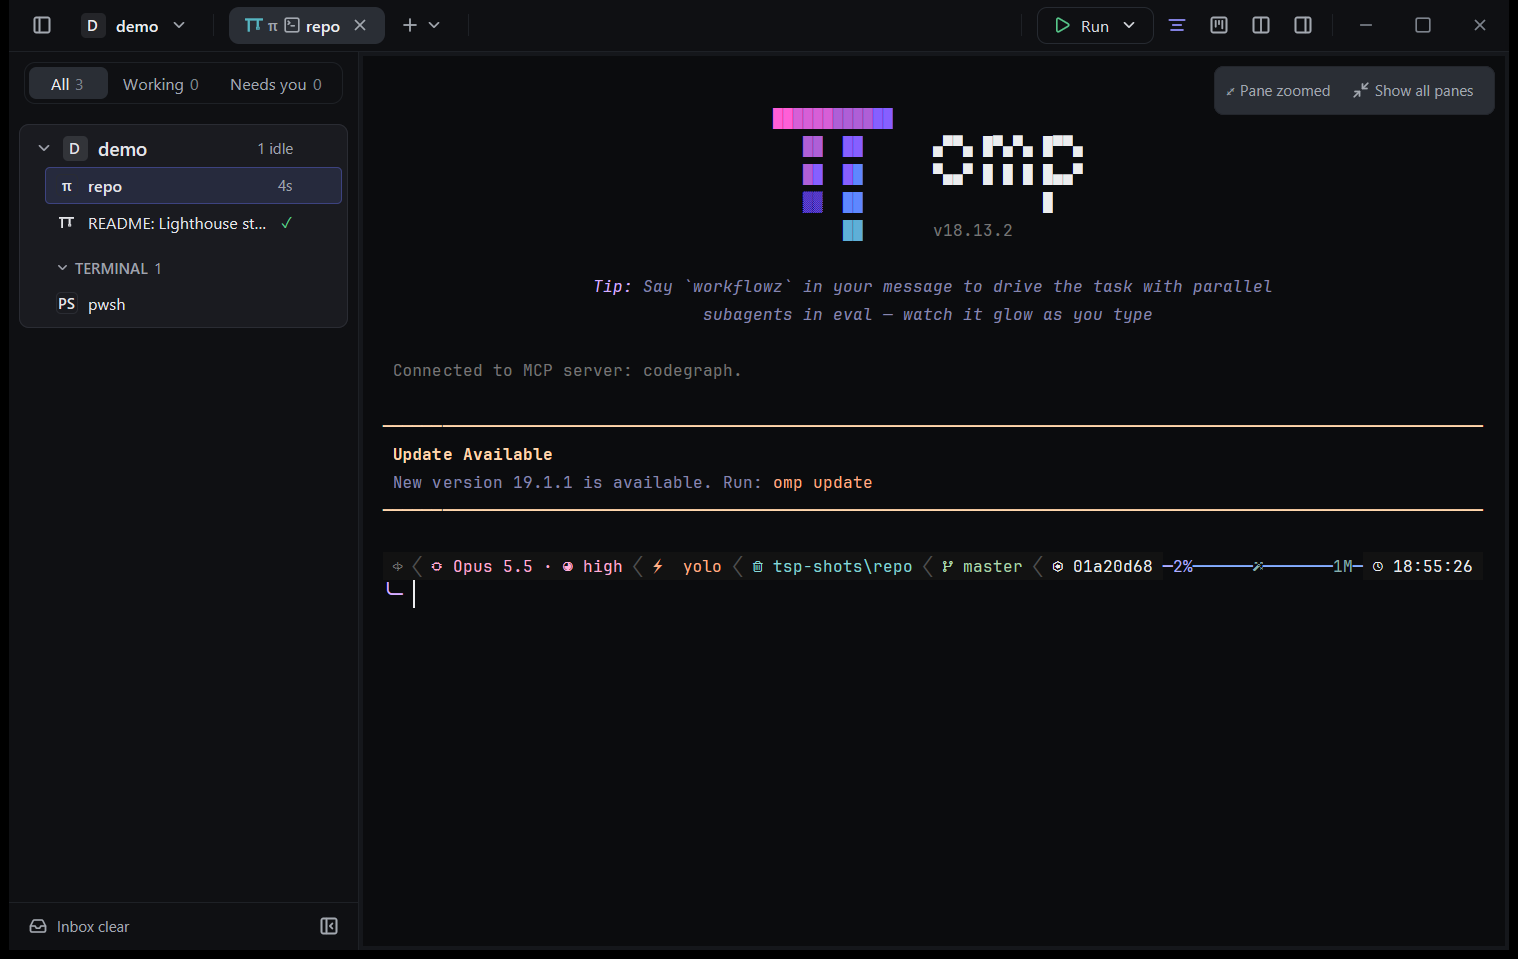 D demo
π repo
Run
All 3 Working 0 Needs you 0
Pane zoomed Show all panes
D demo 1 idle
π repo 4s
README: Lighthouse st... ✓
TERMINAL 1
PS pwsh
omp
v18.13.2
Tip: Say `workflowz` in your message to drive the task with parallel
subagents in eval — watch it glow as you type
Connected to MCP server: codegraph.
Update Available
New version 19.1.1 is available. Run: omp update
Opus 5.5 · high yolo tsp-shots\repo master 01a20d68 2% 1M 18:55:26
Inbox clear